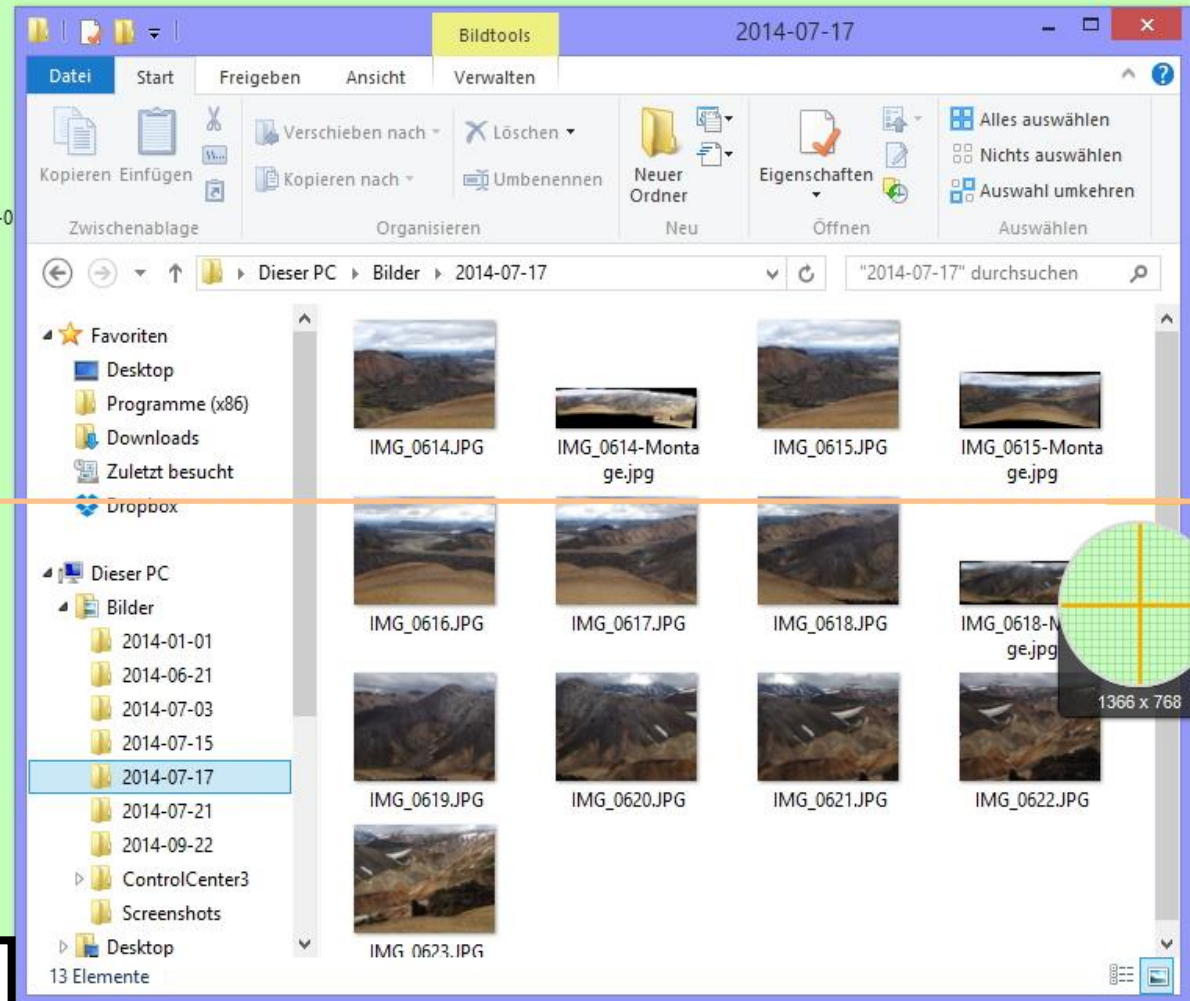 Bildtools
2014-07-17
Datei Start Freigeben Ansicht Verwalten
Kopieren Einfügen
Verschieben nach
Kopieren nach
Löschen
Umbenennen
Neuer
Ordner
Eigenschaften
Alles auswählen
Nichts auswählen
Auswahl umkehren
Zwischenablage Organisieren Neu Öffnen Auswählen
Dieser PC Bilder 2014-07-17
"2014-07-17" durchsuchen
Favoriten
Desktop
Programme (x86)
Downloads
Zuletzt besucht
Dropbox
Dieser PC
Bilder
2014-01-01
2014-06-21
2014-07-03
2014-07-15
2014-07-17
2014-07-21
2014-09-22
ControlCenter3
Screenshots
Desktop
IMG_0614.JPG
IMG_0614-Monta
ge.jpg
IMG_0615.JPG
IMG_0615-Monta
ge.jpg
IMG_0616.JPG
IMG_0617.JPG
IMG_0618.JPG
IMG_0618-M
ge.jpg
1366 x 768
IMG_0619.JPG
IMG_0620.JPG
IMG_0621.JPG
IMG_0622.JPG
IMG_0623.JPG
13 Elemente